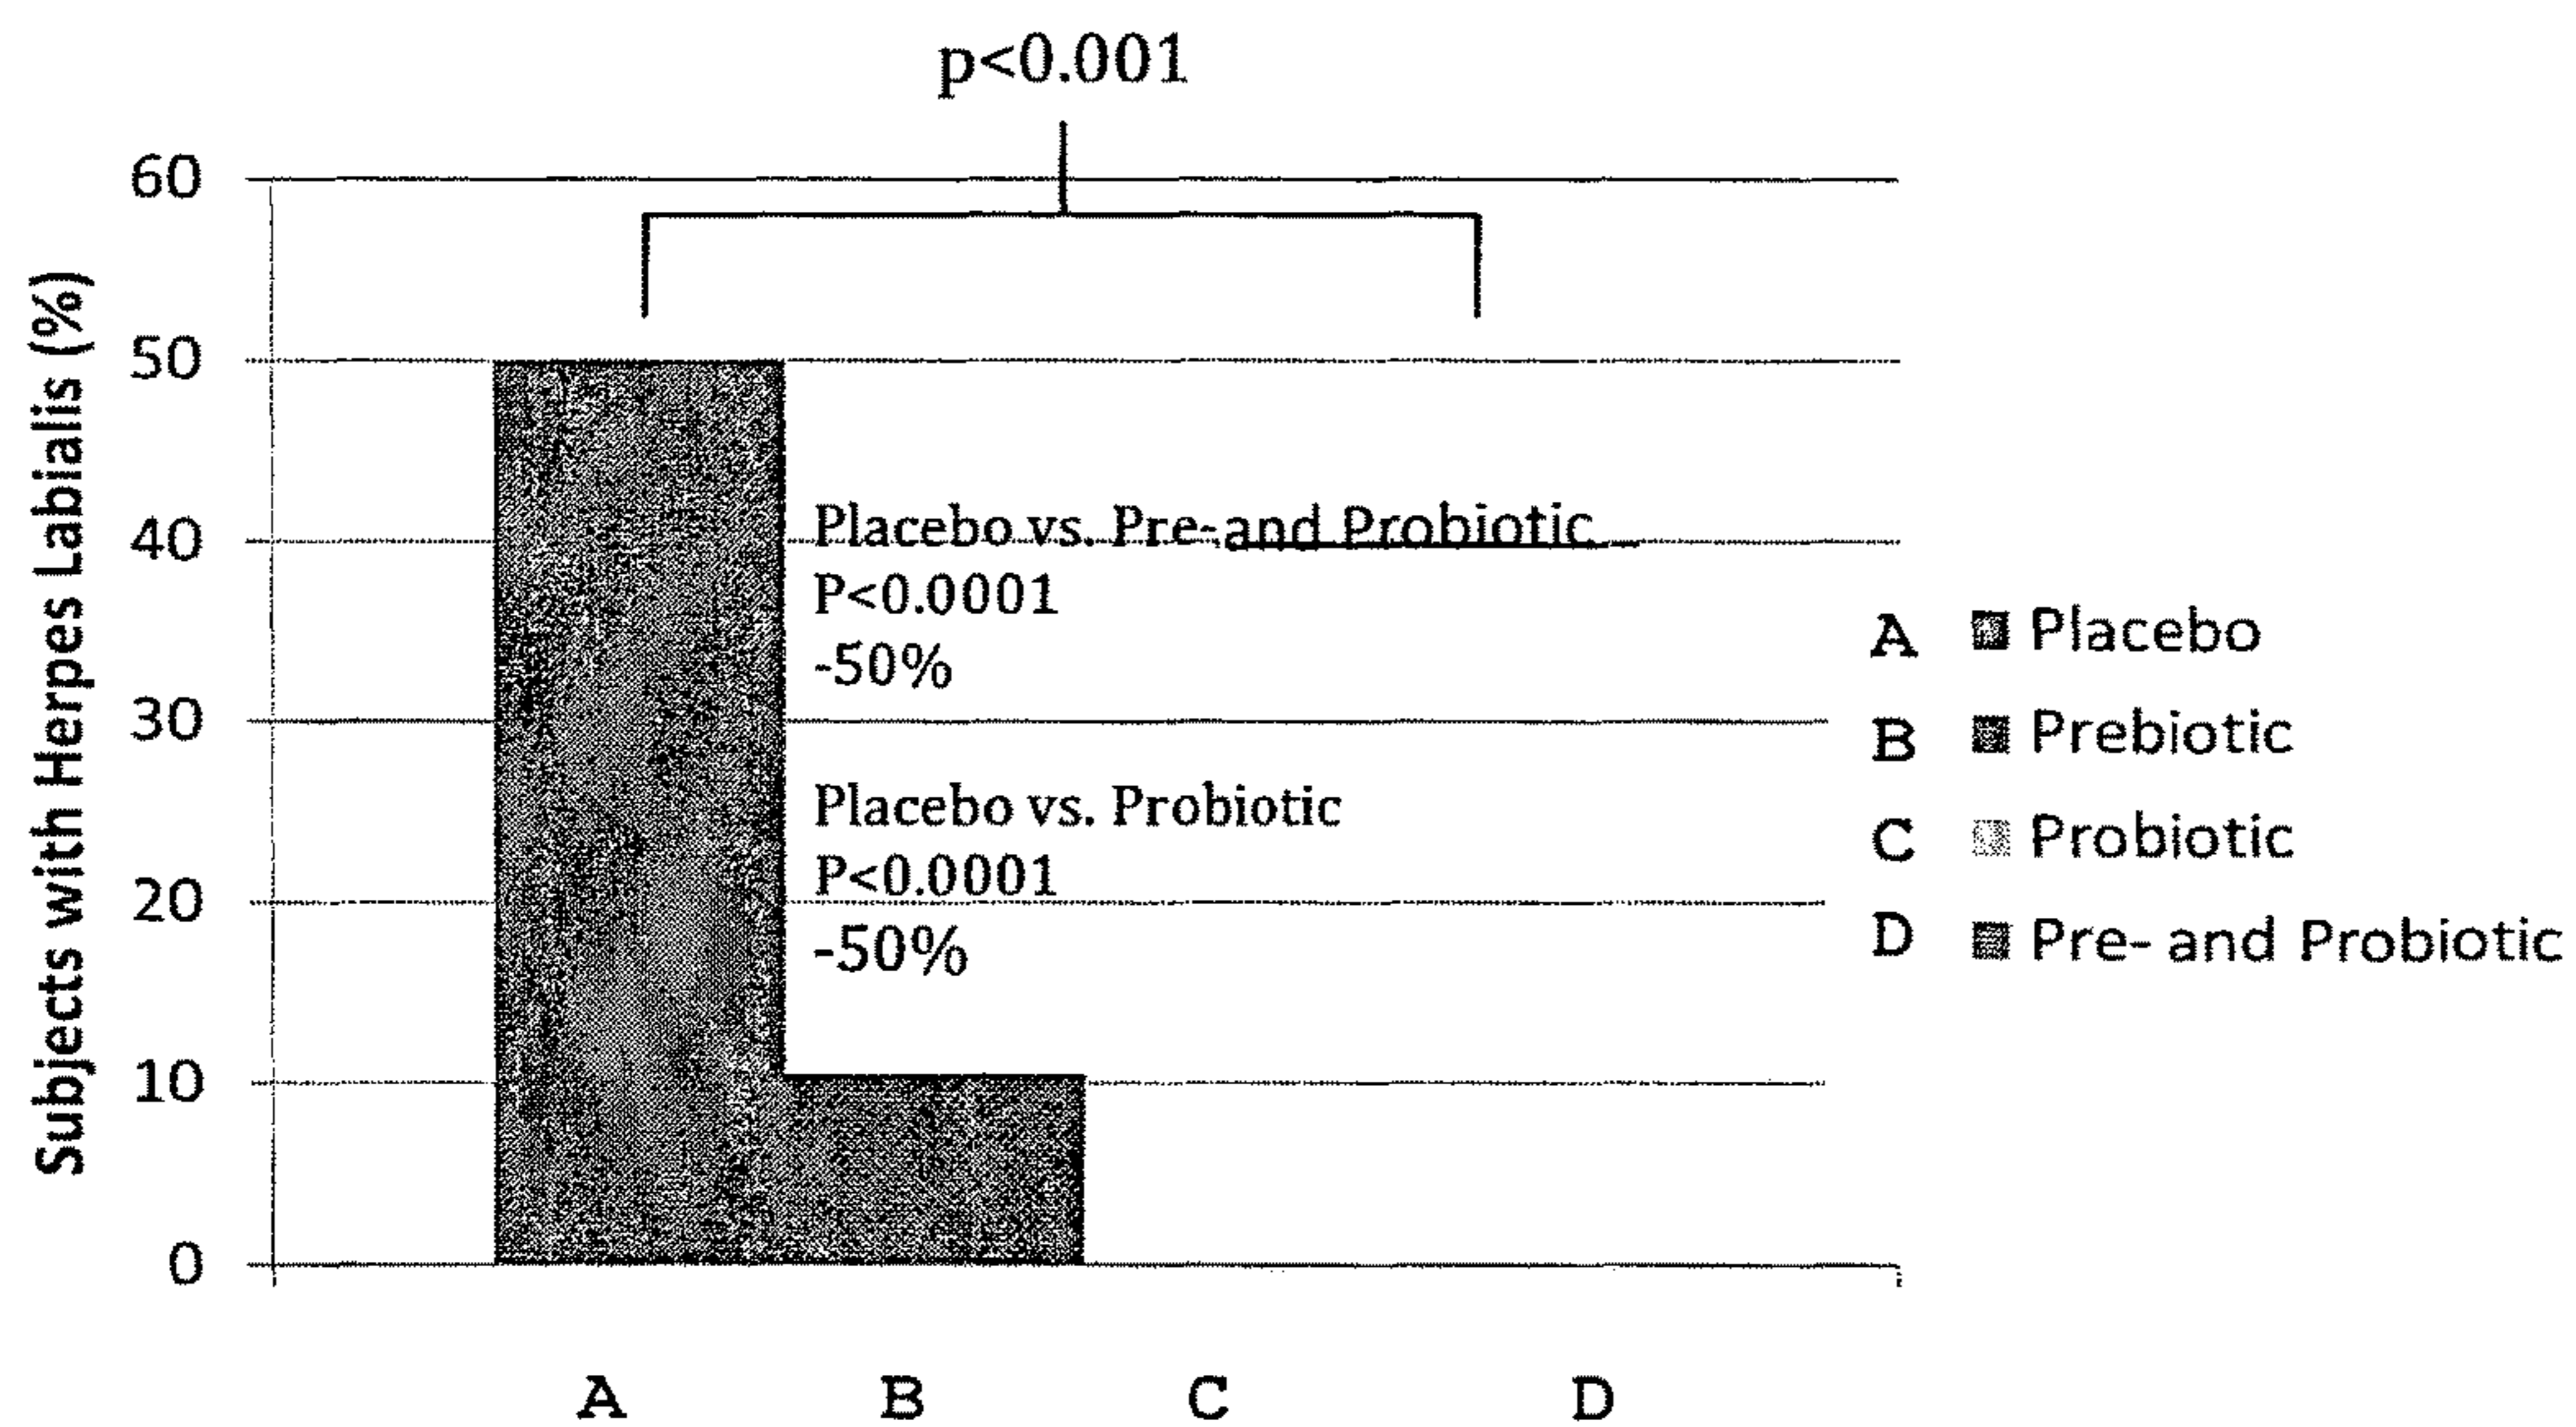 p<0.001
Subjects with Herpes Labialis (%)
60
50
40
30
20
10
0
Placebo vs. Pre-and Probiotic
P<0.0001
-50%
Placebo vs. Probiotic
P<0.0001
-50%
A Placebo
B Prebiotic
C Probiotic
D Pre- and Probiotic
A B C D